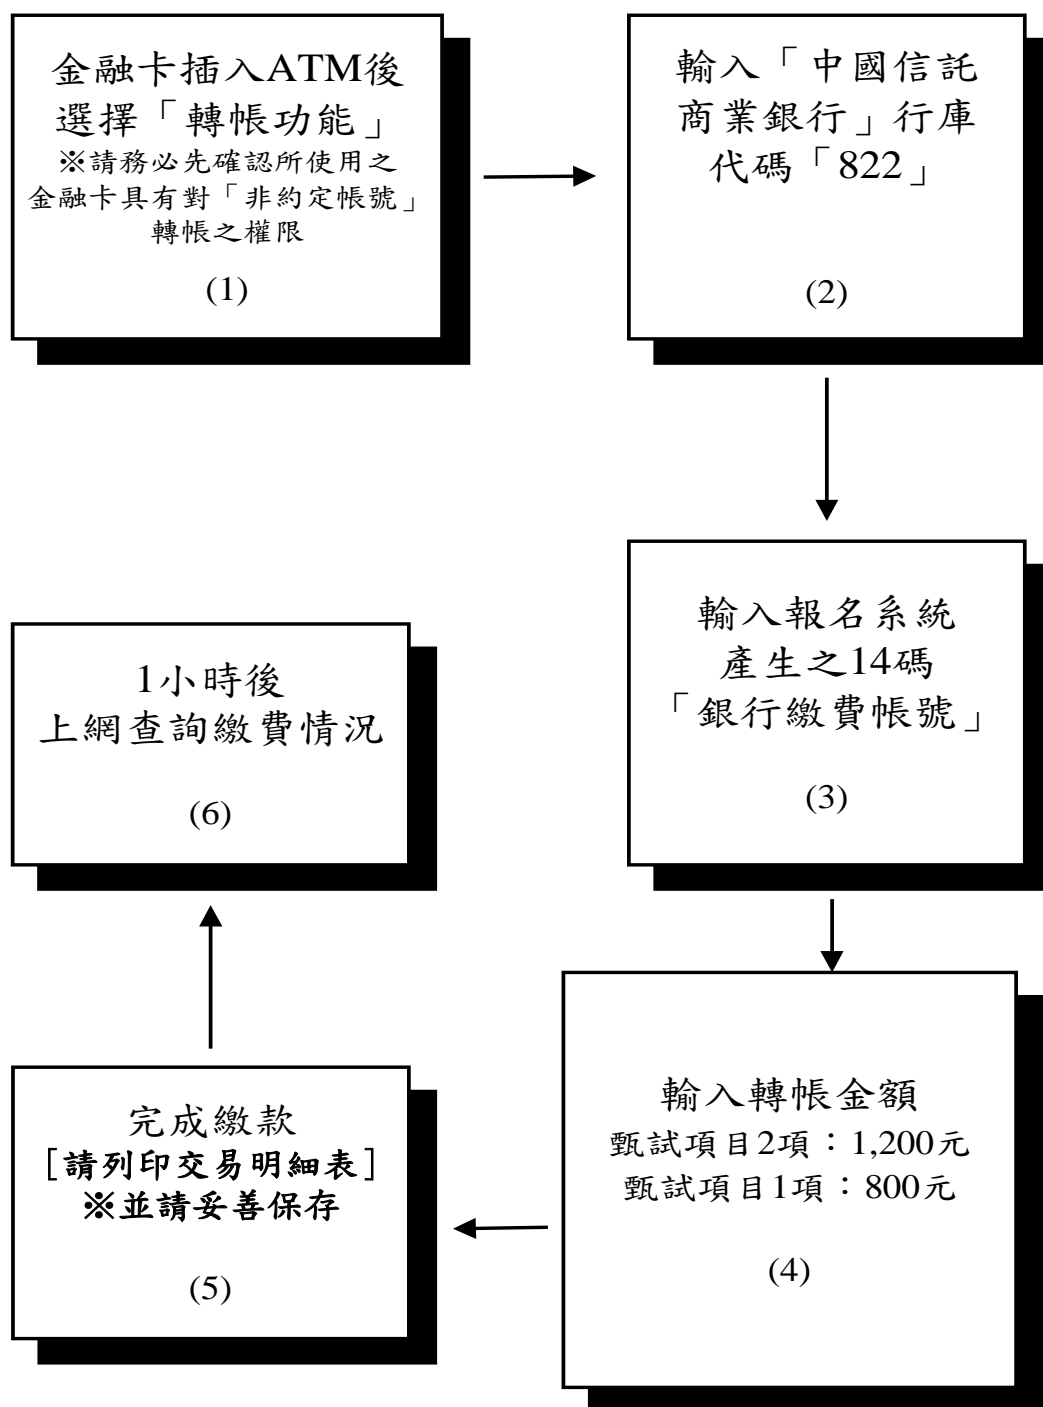 金融卡插入ATM後
選擇「轉帳功能」
※請務必先確認所使用之
金融卡具有對「非約定帳號」
轉帳之權限
(1)
輸入「中國信託
商業銀行」行庫
代碼「822」
(2)
輸入報名系統
產生之14碼
「銀行繳費帳號」
(3)
輸入轉帳金額
甄試項目2項：1,200元
甄試項目1項：800元
(4)
完成繳款
[請列印交易明細表]
※並請妥善保存
(5)
1小時後
上網查詢繳費情況
(6)